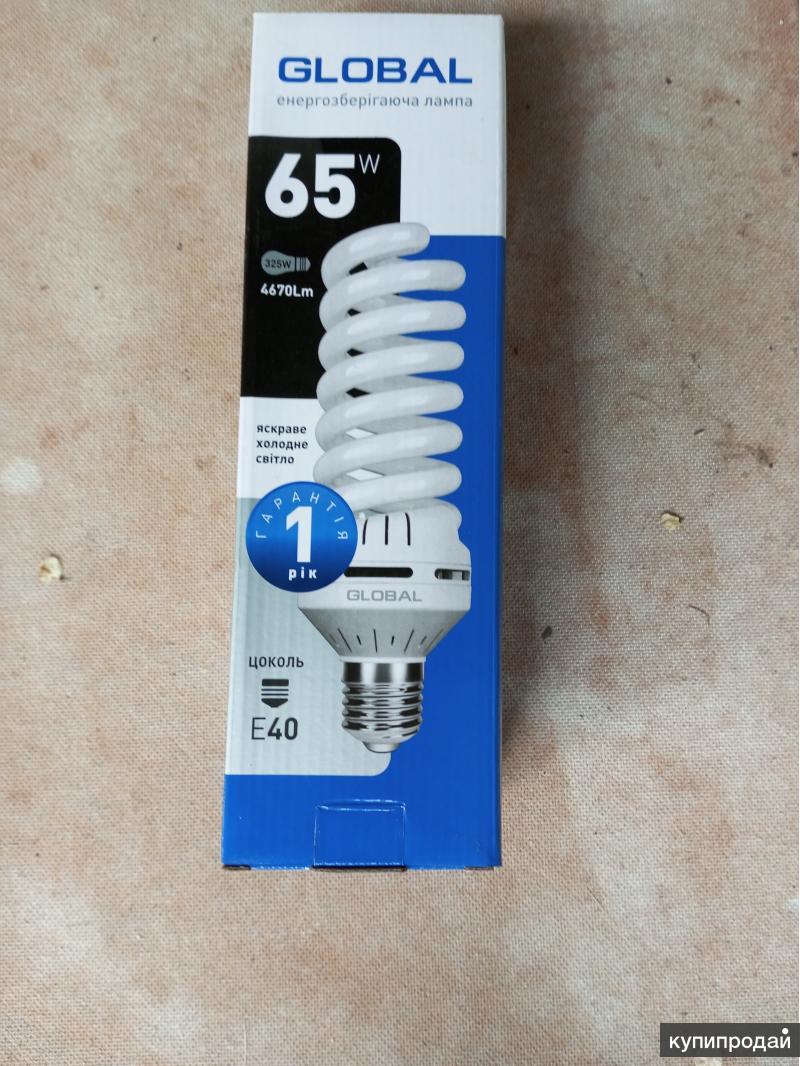 GLOBAL
енергозберігаюча лампа
65W
325W
4670Lm
яскраве
холодне
світло
ГАРАНТІЯ
1
рік
GLOBAL
цоколь
E40
купипродай